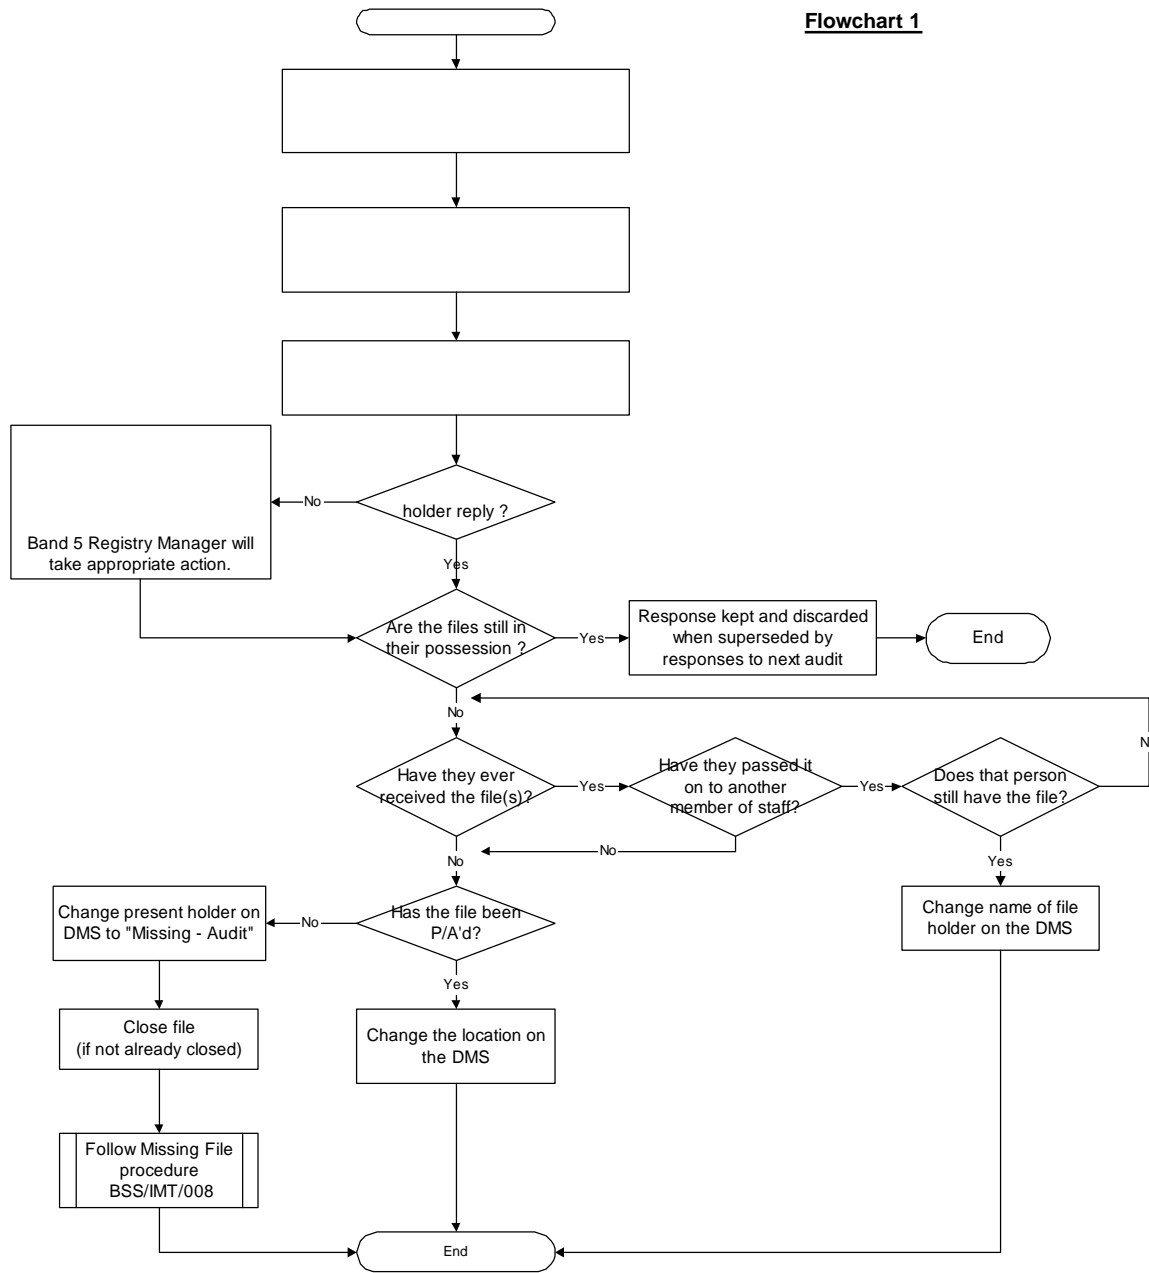 Flowchart 1
holder reply ?
No
Band 5 Registry Manager will
take appropriate action.
Yes
Are the files still in
their possession ?
Yes
Response kept and discarded
when superseded by
responses to next audit
End
No
Have they ever
received the file(s)?
Yes
Have they passed it
on to another
member of staff?
Yes
Does that person
still have the file?
N
No
No
Yes
Change present holder on
DMS to "Missing - Audit"
No
Has the file been
P/A'd?
Change name of file
holder on the DMS
Yes
Close file
(if not already closed)
Change the location on
the DMS
Follow Missing File
procedure
BSS/IMT/008
End